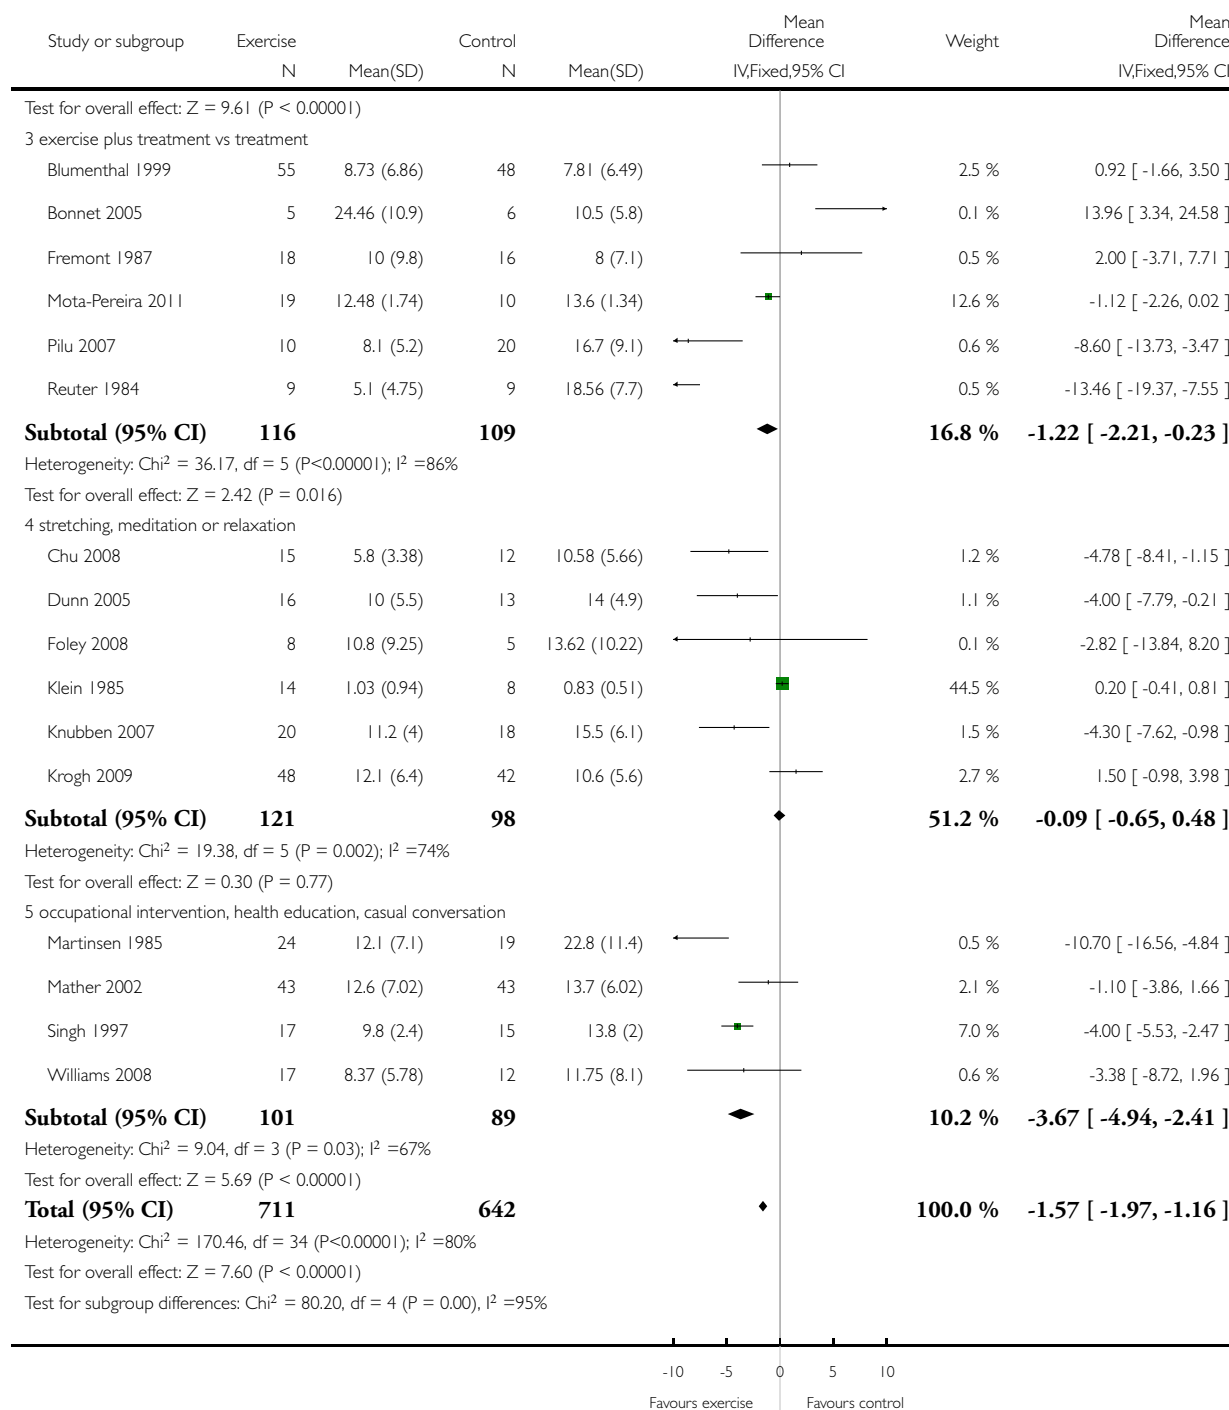 Study or subgroup Exercise Control Mean Difference Weight Mean Difference
N Mean(SD) N Mean(SD) IV,Fixed,95% CI IV,Fixed,95% CI
Test for overall effect: Z = 9.61 (P < 0.00001)
3 exercise plus treatment vs treatment
Blumenthal 1999 55 8.73 (6.86) 48 7.81 (6.49) 2.5 % 0.92 [ -1.66, 3.50 ]
Bonnet 2005 5 24.46 (10.9) 6 10.5 (5.8) 0.1 % 13.96 [ 3.34, 24.58 ]
Fremont 1987 18 10 (9.8) 16 8 (7.1) 0.5 % 2.00 [ -3.71, 7.71 ]
Mota-Pereira 2011 19 12.48 (1.74) 10 13.6 (1.34) 12.6 % -1.12 [ -2.26, 0.02 ]
Pilu 2007 10 8.1 (5.2) 20 16.7 (9.1) 0.6 % -8.60 [ -13.73, -3.47 ]
Reuter 1984 9 5.1 (4.75) 9 18.56 (7.7) 0.5 % -13.46 [ -19.37, -7.55 ]
Subtotal (95% CI) 116 109 16.8 % -1.22 [ -2.21, -0.23 ]
Heterogeneity: Chi² = 36.17, df = 5 (P<0.00001); I² =86%
Test for overall effect: Z = 2.42 (P = 0.016)
4 stretching, meditation or relaxation
Chu 2008 15 5.8 (3.38) 12 10.58 (5.66) 1.2 % -4.78 [ -8.41, -1.15 ]
Dunn 2005 16 10 (5.5) 13 14 (4.9) 1.1 % -4.00 [ -7.79, -0.21 ]
Foley 2008 8 10.8 (9.25) 5 13.62 (10.22) 0.1 % -2.82 [ -13.84, 8.20 ]
Klein 1985 14 1.03 (0.94) 8 0.83 (0.51) 44.5 % 0.20 [ -0.41, 0.81 ]
Knubben 2007 20 11.2 (4) 18 15.5 (6.1) 1.5 % -4.30 [ -7.62, -0.98 ]
Krogh 2009 48 12.1 (6.4) 42 10.6 (5.6) 2.7 % 1.50 [ -0.98, 3.98 ]
Subtotal (95% CI) 121 98 51.2 % -0.09 [ -0.65, 0.48 ]
Heterogeneity: Chi² = 19.38, df = 5 (P = 0.002); I² =74%
Test for overall effect: Z = 0.30 (P = 0.77)
5 occupational intervention, health education, casual conversation
Martinsen 1985 24 12.1 (7.1) 19 22.8 (11.4) 0.5 % -10.70 [ -16.56, -4.84 ]
Mather 2002 43 12.6 (7.02) 43 13.7 (6.02) 2.1 % -1.10 [ -3.86, 1.66 ]
Singh 1997 17 9.8 (2.4) 15 13.8 (2) 7.0 % -4.00 [ -5.53, -2.47 ]
Williams 2008 17 8.37 (5.78) 12 11.75 (8.1) 0.6 % -3.38 [ -8.72, 1.96 ]
Subtotal (95% CI) 101 89 10.2 % -3.67 [ -4.94, -2.41 ]
Heterogeneity: Chi² = 9.04, df = 3 (P = 0.03); I² =67%
Test for overall effect: Z = 5.69 (P < 0.00001)
Total (95% CI) 711 642 100.0 % -1.57 [ -1.97, -1.16 ]
Heterogeneity: Chi² = 170.46, df = 34 (P<0.00001); I² =80%
Test for overall effect: Z = 7.60 (P < 0.00001)
Test for subgroup differences: Chi² = 80.20, df = 4 (P = 0.00), I² =95%
-10 -5 0 5 10
Favours exercise Favours control